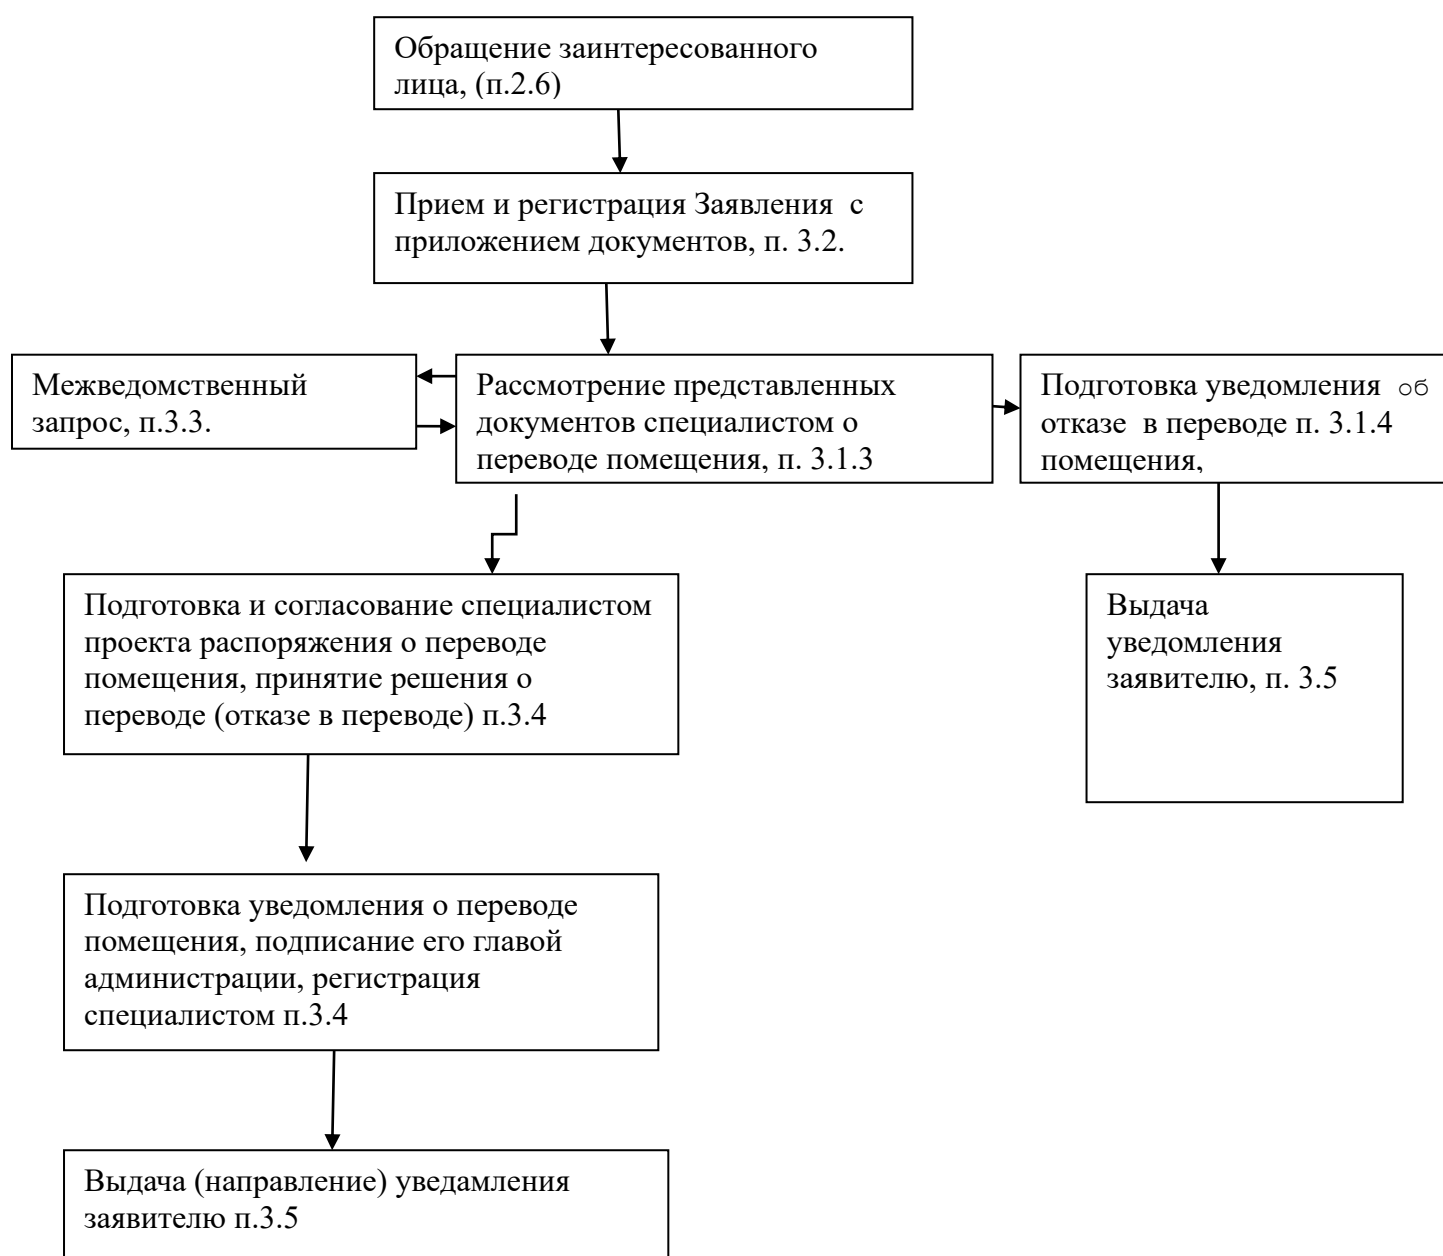 Обращение заинтересованного
лица, (п.2.6)
Прием и регистрация Заявления с
приложением документов, п. 3.2.
Межведомственный
запрос, п.3.3.
Рассмотрение представленных
документов специалистом о
переводе помещения, п. 3.1.3
Подготовка уведомления об
отказе в переводе п. 3.1.4
помещения,
Подготовка и согласование специалистом
проекта распоряжения о переводе
помещения, принятие решения о
переводе (отказе в переводе) п.3.4
Выдача
уведомления
заявителю, п. 3.5
Подготовка уведомления о переводе
помещения, подписание его главой
администрации, регистрация
специалистом п.3.4
Выдача (направление) уведамления
заявителю п.3.5